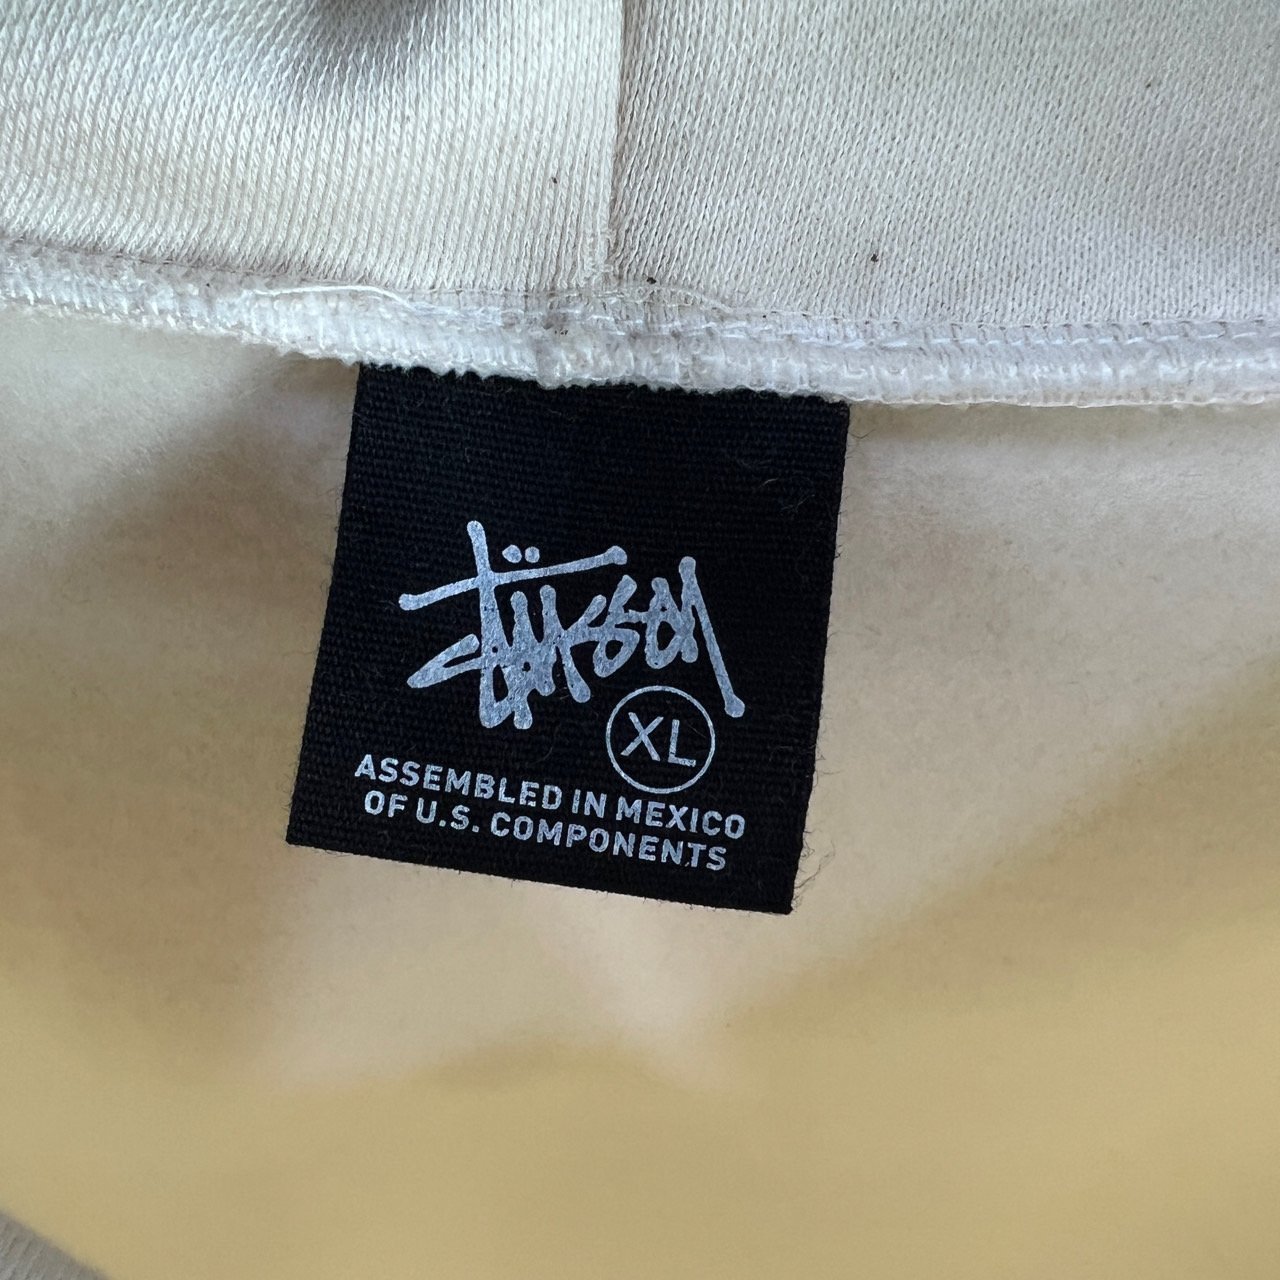 Stüssy
XL
ASSEMBLED IN MEXICO
OF U.S. COMPONENTS